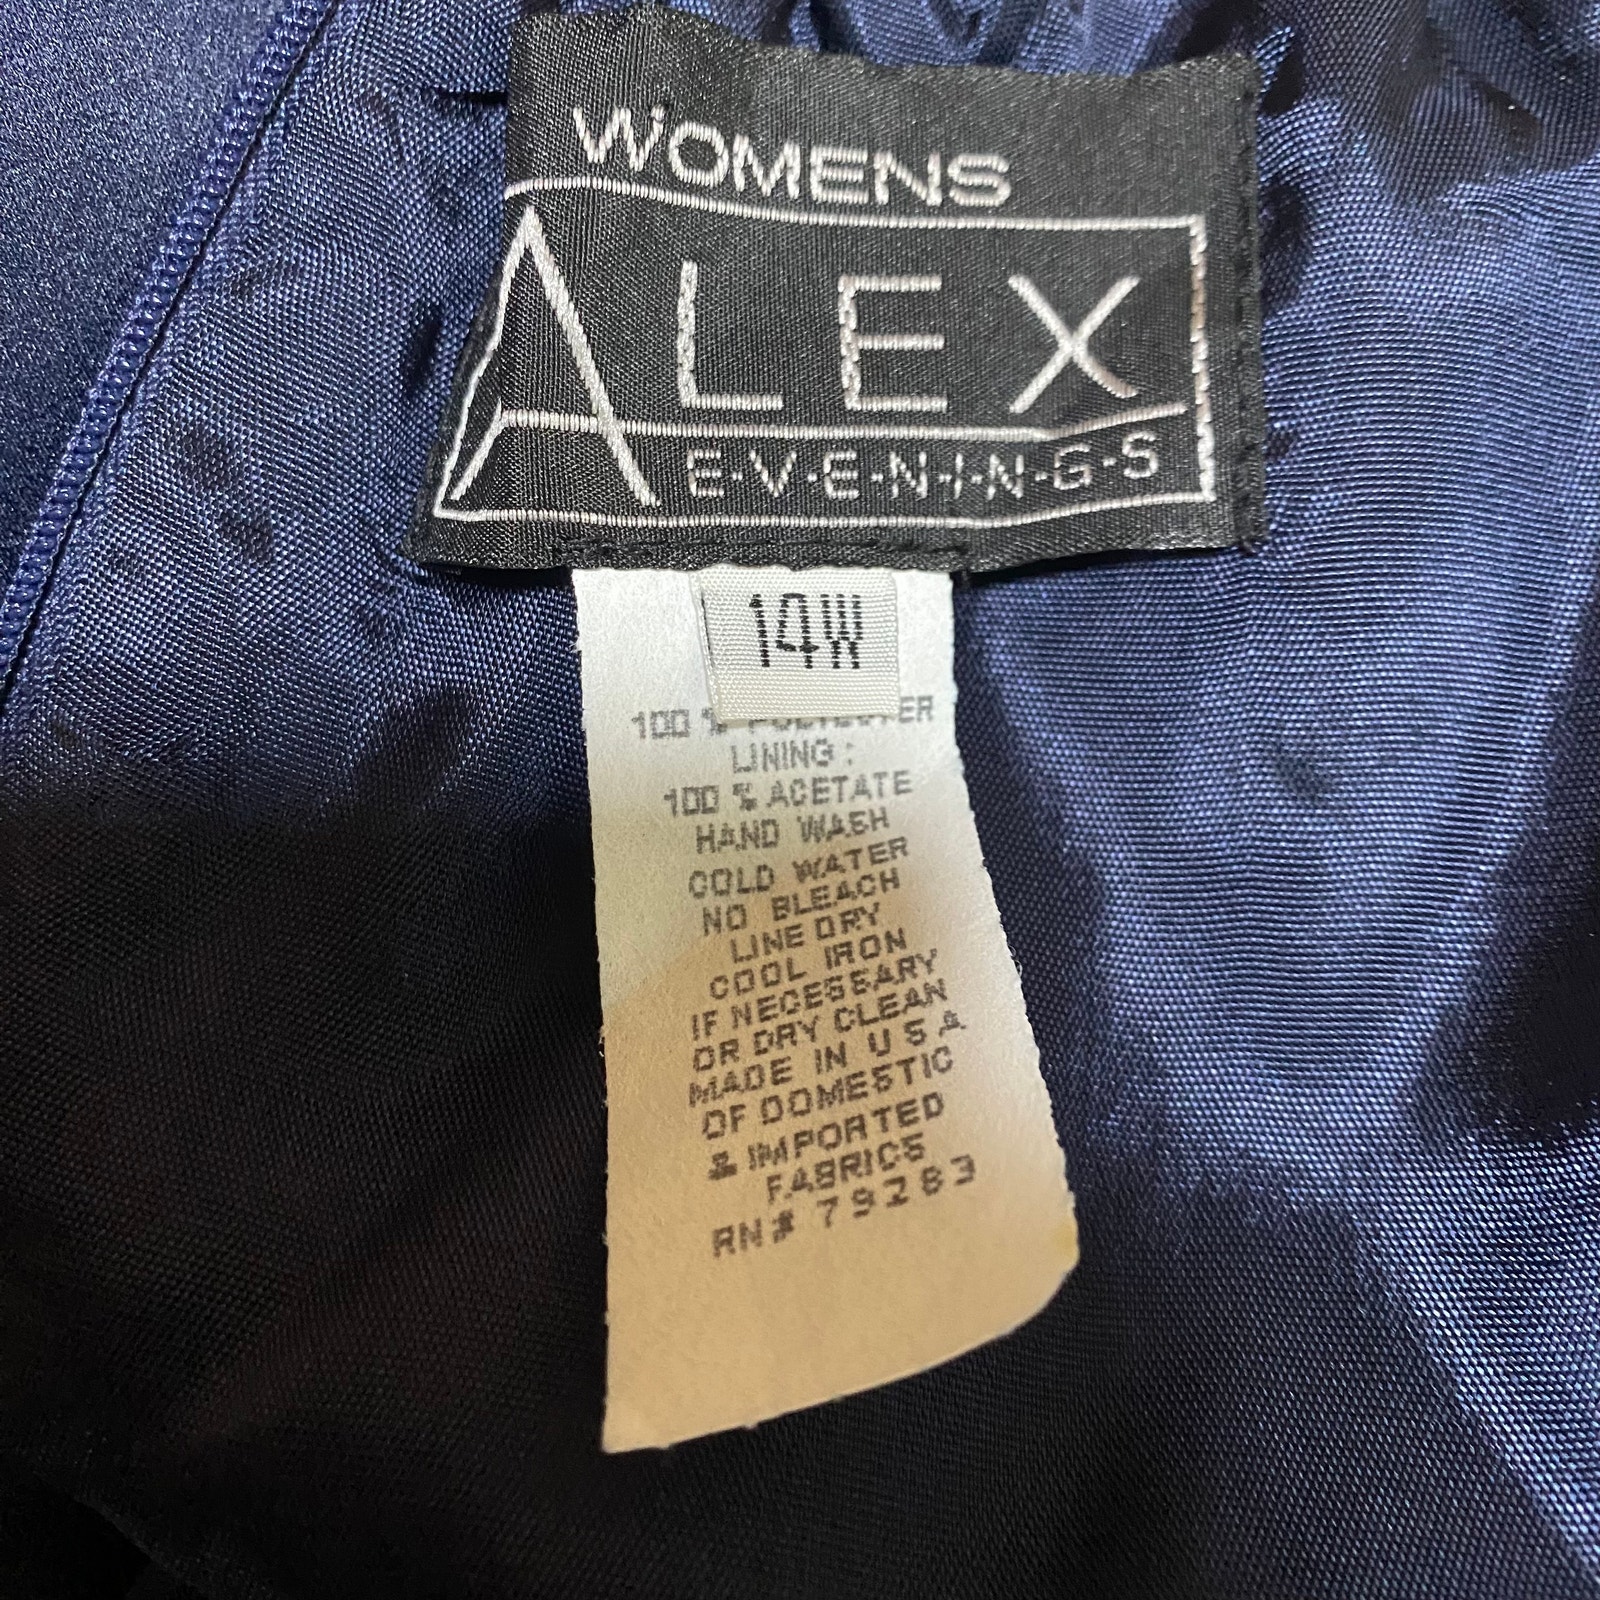 WOMENS
ALEX
E·V·E·N·I·N·G·S
14W
100 % POLYESTER
LINING :
100 % ACETATE
HAND WASH
COLD WATER
NO BLEACH
LINE DRY
COOL IRON
IF NECESSARY
OR DRY CLEAN
MADE IN U S A
OF DOMESTIC
& IMPORTED
FABRICS
RN# 79283